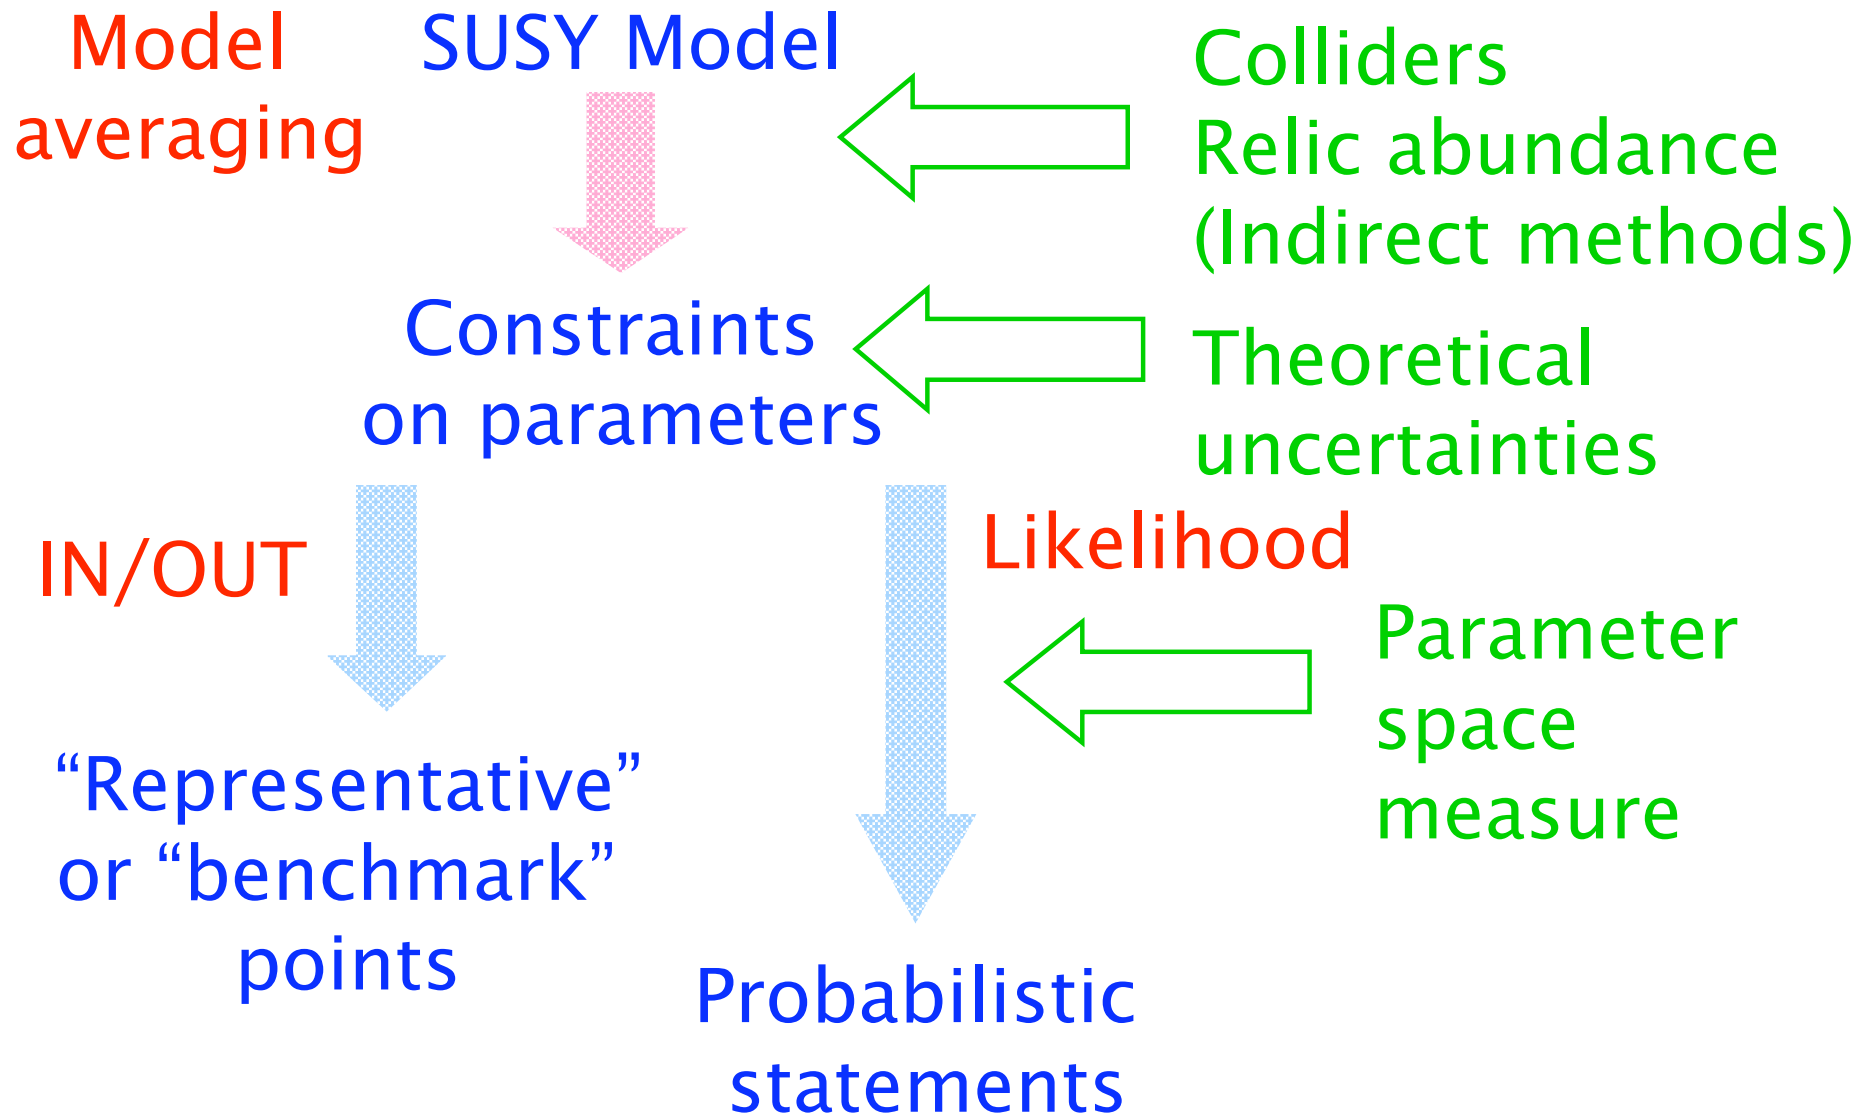 Model
averaging
SUSY Model
Colliders
Relic abundance
(Indirect methods)
Constraints
on parameters
Theoretical
uncertainties
IN/OUT
Likelihood
Parameter
space
measure
“Representative”
or “benchmark”
points
Probabilistic
statements